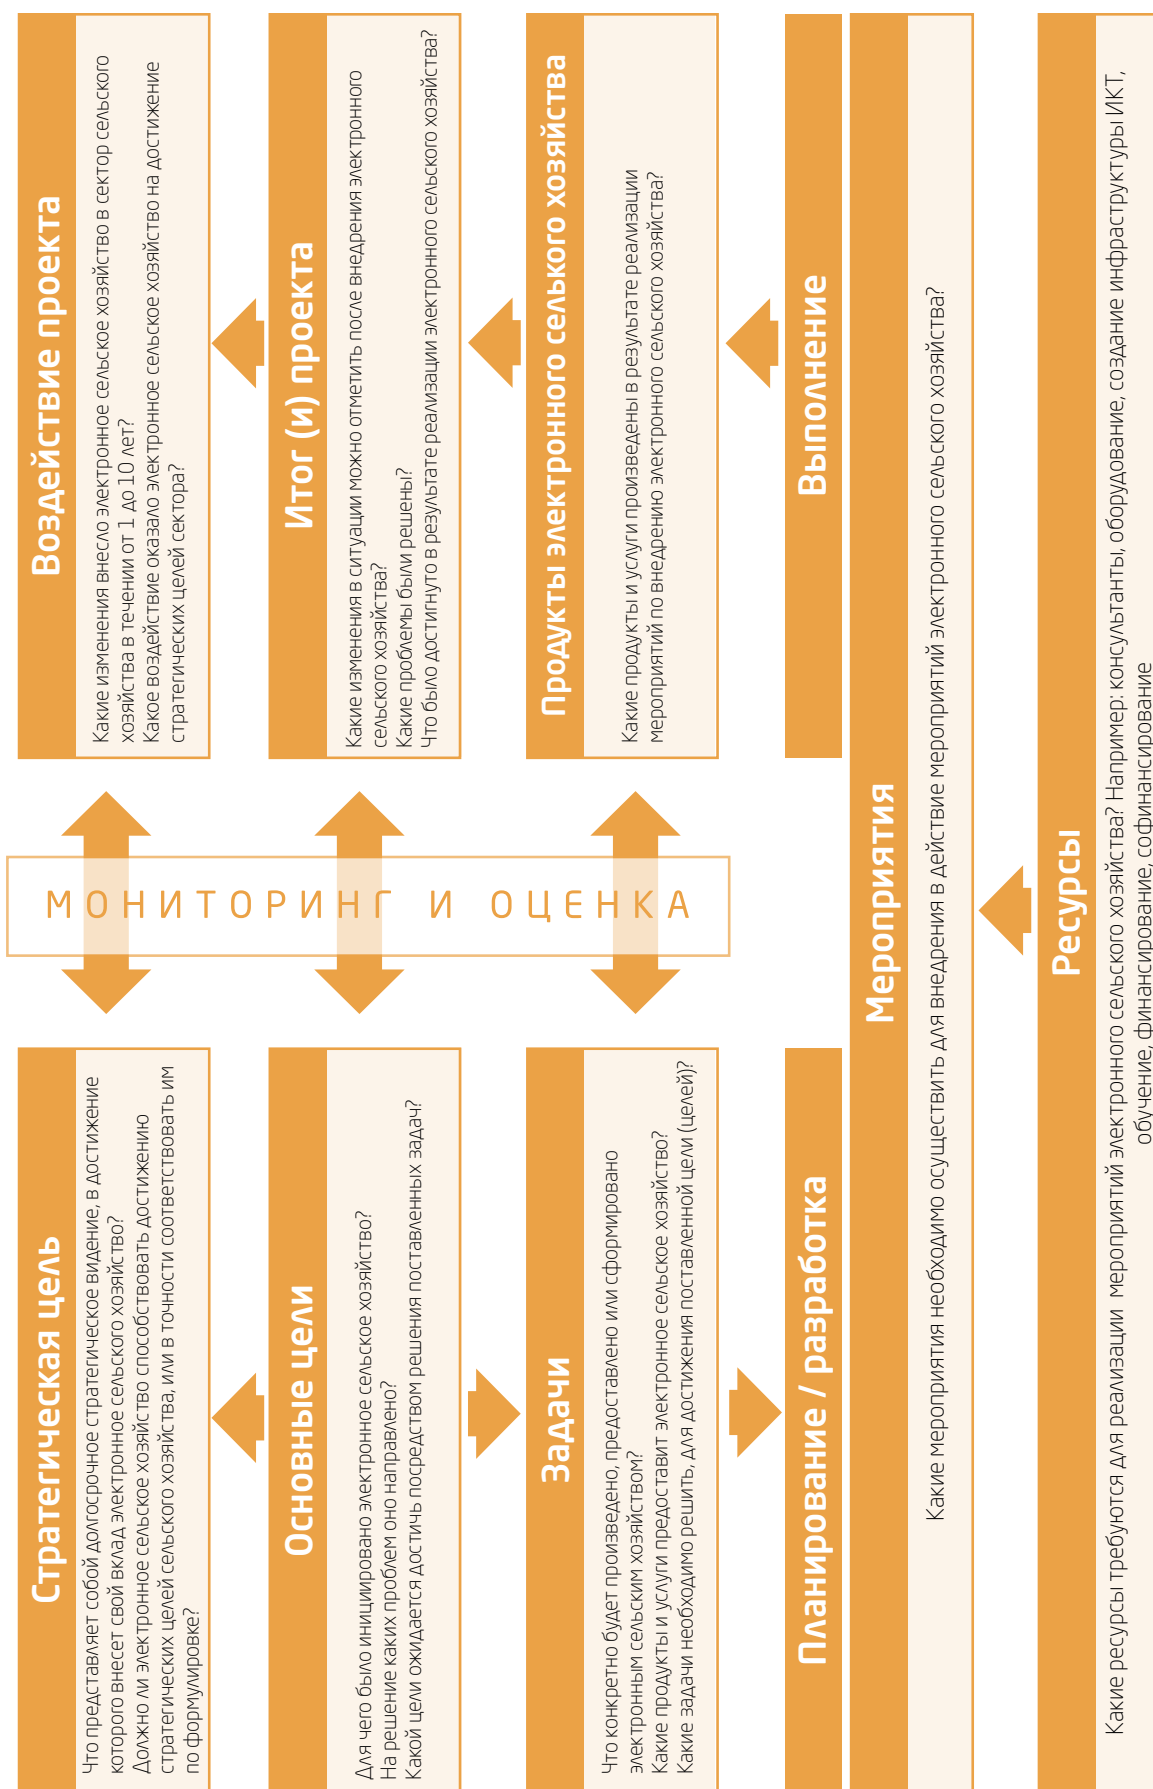 Стратегическая цель
Что представляет собой долгосрочное стратегическое видение, в достижение
которого внесет свой вклад электронное сельского хозяйство?
Должно ли электронное сельское хозяйство способствовать достижению
стратегических целей сельского хозяйства, или в точности соответствовать им
по формулировке?
Основные цели
Для чего было инициировано электронное сельское хозяйство?
На решение каких проблем оно направлено?
Какой цели ожидается достичь посредством решения поставленных задач?
Задачи
Что конкретно будет произведено, предоставлено или сформировано
электронным сельским хозяйством?
Какие продукты и услуги предоставит электронное сельское хозяйство?
Какие задачи необходимо решить, для достижения поставленной цели (целей)?
Планирование / разработка
МОНИТОРИНГ И ОЦЕНКА
Воздействие проекта
Какие изменения внесло электронное сельское хозяйство в сектор сельского
хозяйства в течении от 1 до 10 лет?
Какое воздействие оказало электронное сельское хозяйство на достижение
стратегических целей сектора?
Итог (и) проекта
Какие изменения в ситуации можно отметить после внедрения электронного
сельского хозяйства?
Какие проблемы были решены?
Что было достигнуто в результате реализации электронного сельского хозяйства?
Продукты электронного селького хозяйства
Какие продукты и услуги произведены в результате реализации
мероприятий по внедрению электронного сельского хозяйства?
Выполнение
Мероприятия
Какие мероприятия необходимо осуществить для внедрения в действие мероприятий электронного сельского хозяйства?
Ресурсы
Какие ресурсы требуются для реализации мероприятий электронного сельского хозяйства? Например: консультанты, оборудование, создание инфраструктуры ИКТ,
обучение, финансирование, софинансирование